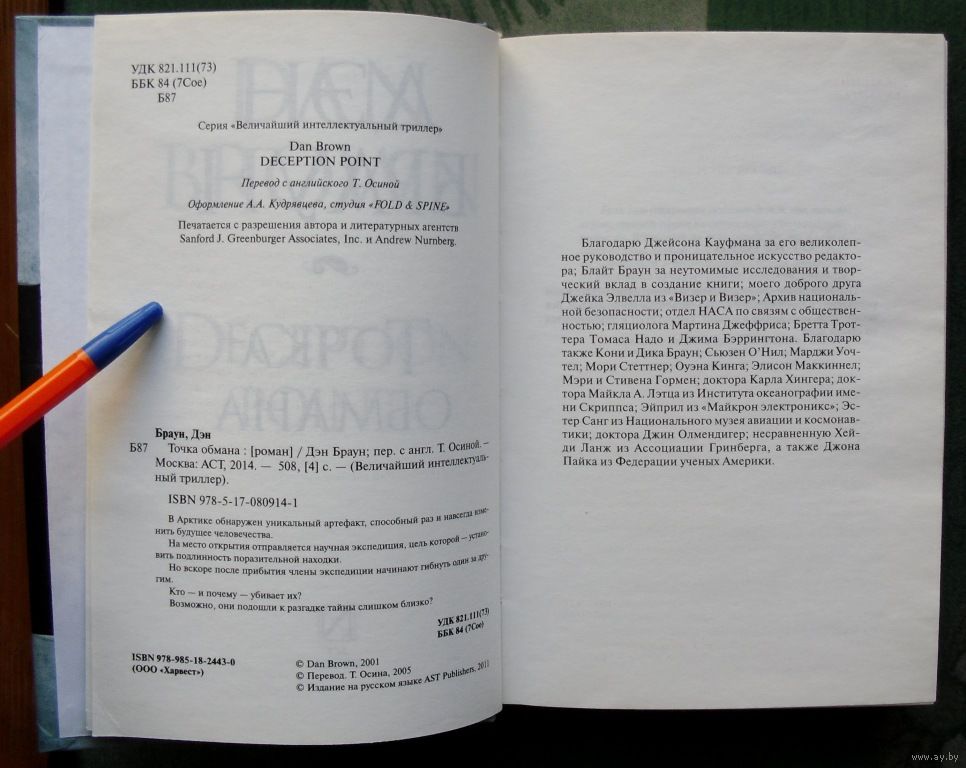 УДК 821.111(73)
ББК 84 (7Сое)
Б87
Серия «Величайший интеллектуальный триллер»
Dan Brown
DECEPTION POINT
Перевод с английского Т. Осиной
Оформление А.А. Кудрявцева, студия «FOLD & SPINE»
Печатается с разрешения автора и литературных агентств
Sanford J. Greenburger Associates, Inc. и Andrew Nurnberg.
Браун, Дэн
Б87 Точка обмана : [роман] / Дэн Браун; пер. с англ. Т. Осиной. –
Москва: АСТ, 2014. — 508, [4] с. — (Величайший интеллектуаль-
ный триллер).
ISBN 978-5-17-080914-1
В Арктике обнаружен уникальный артефакт, способный раз и навсегда изме-
нить будущее человечества.
На место открытия отправляется научная экспедиция, цель которой – устано-
вить подлинность поразительной находки.
Но вскоре после прибытия члены экспедиции начинают гибнуть один за дру-
гим.
Кто — и почему — убивает их?
Возможно, они подошли к разгадке тайны слишком близко?
УДК 821.111(73)
ББК 84 (7Сое)
ISBN 978-985-18-2443-0
(ООО «Харвест»)
© Dan Brown, 2001
© Перевод. Т. Осина, 2005
© Издание на русском языке AST Publishers, 2011
Благодарю Джейсона Кауфмана за его великолеп-
ное руководство и проницательное искусство редакто-
ра; Блайт Браун за неутомимые исследования и твор-
ческий вклад в создание книги; моего доброго друга
Джейка Элвелла из «Визер и Визер»; Архив националь-
ной безопасности; отдел НАСА по связям с обществен-
ностью; гляциолога Мартина Джеффриса; Бретта Трот-
тера Томаса Надо и Джима Бэррингтона. Благодарю
также Кони и Дика Браун; Сьюзен О'Нил; Марджи Уоч-
тел; Мори Стеттнер; Оуэна Кинга; Элисон Маккиннел;
Мэри и Стивена Гормен; доктора Карла Хингера; док-
тора Майкла А. Лэтца из Института океанографии име-
ни Скриппса; Эйприл из «Майкрон электроникс»; Эс-
тер Санг из Национального музея авиации и космонав-
тики; доктора Джин Олмендигер; несравненную Хей-
ди Ланж из Ассоциации Гринберга, а также Джона
Пайка из Федерации ученых Америки.
www.ay.by